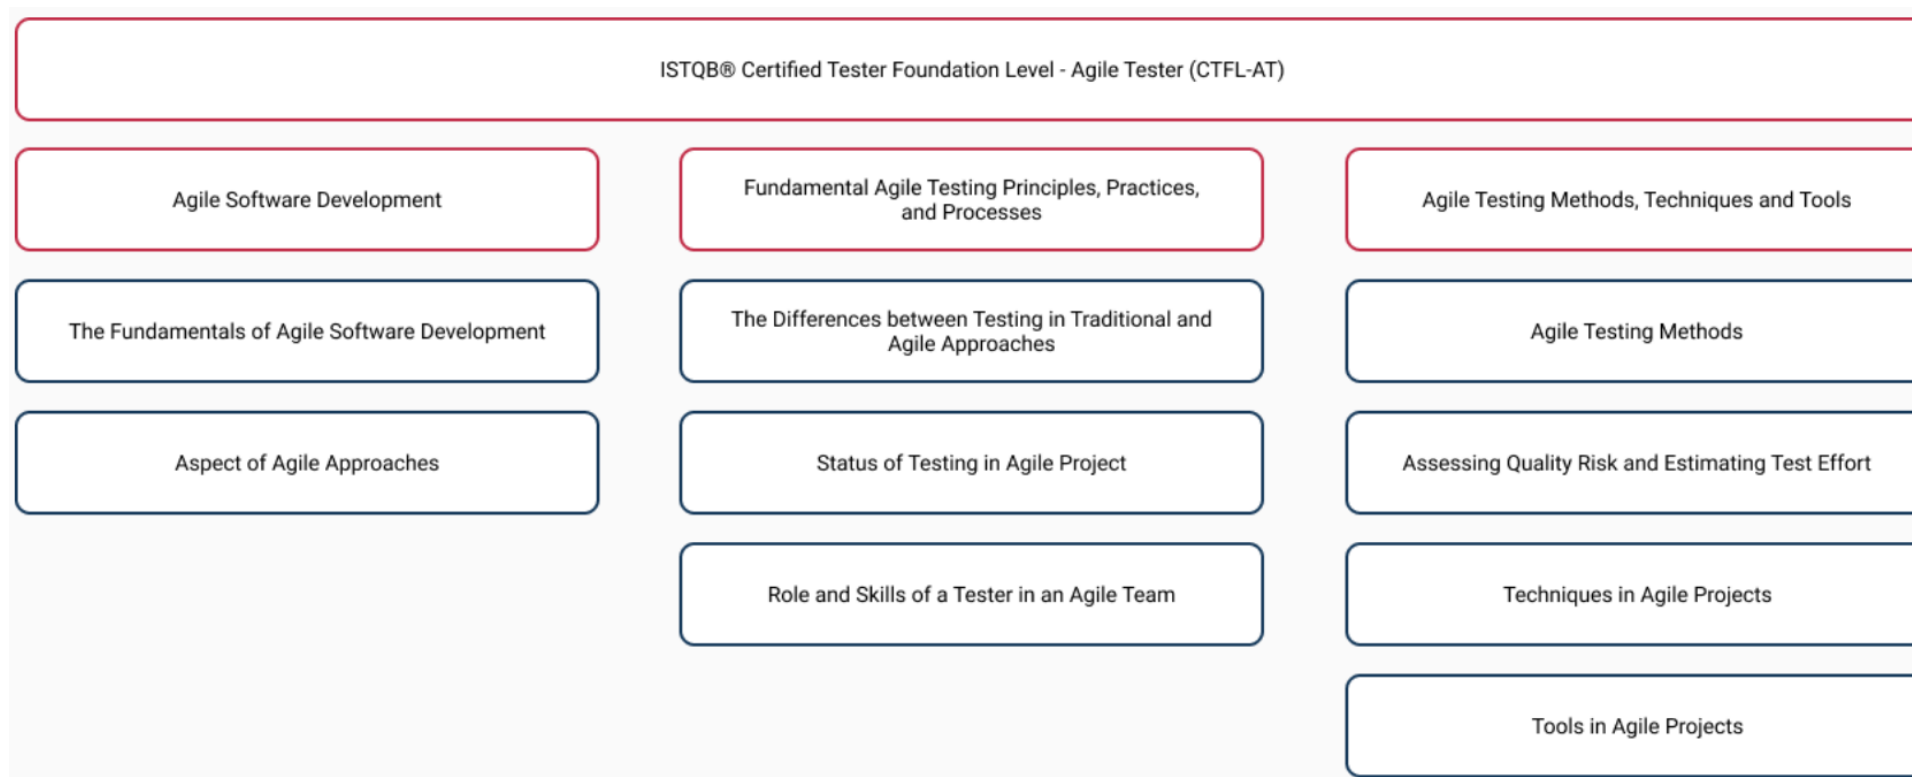 ISTQB® Certified Tester Foundation Level - Agile Tester (CTFL-AT)
Agile Software Development
Fundamental Agile Testing Principles, Practices,
and Processes
Agile Testing Methods, Techniques and Tools
The Fundamentals of Agile Software Development
The Differences between Testing in Traditional and
Agile Approaches
Agile Testing Methods
Aspect of Agile Approaches
Status of Testing in Agile Project
Assessing Quality Risk and Estimating Test Effort
Role and Skills of a Tester in an Agile Team
Techniques in Agile Projects
Tools in Agile Projects